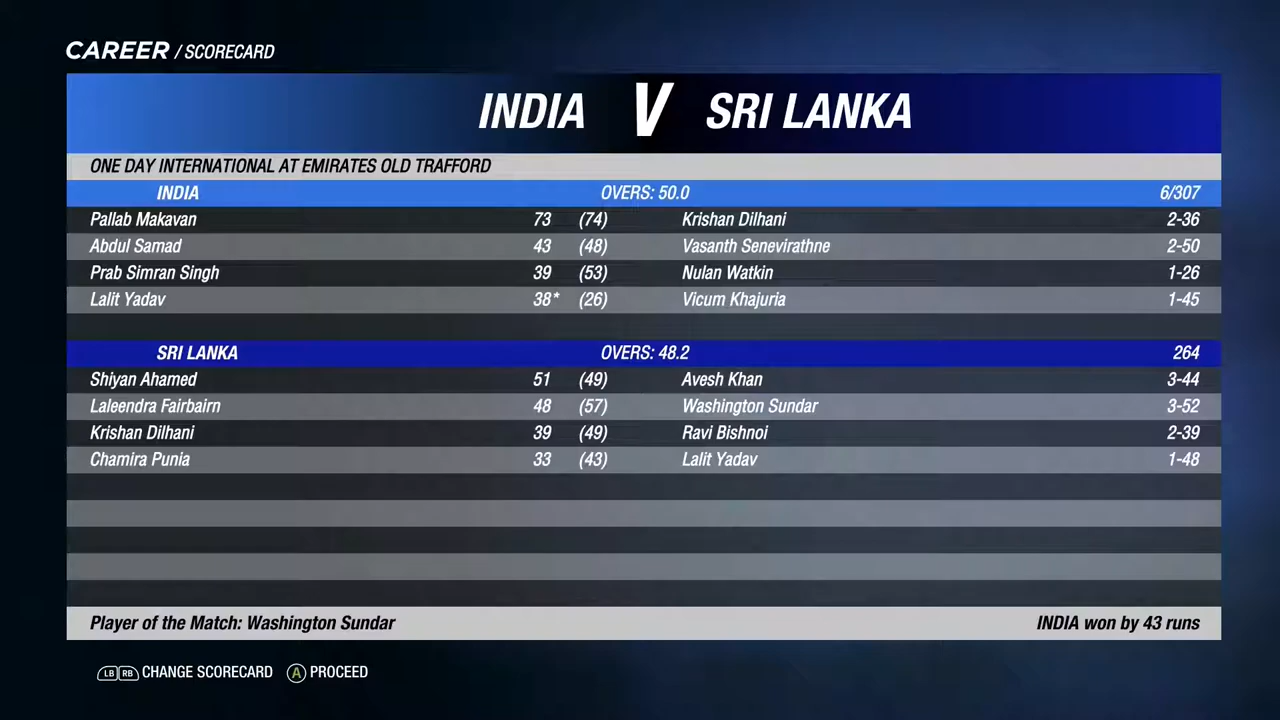 CAREER / SCORECARD
INDIA V SRI LANKA
ONE DAY INTERNATIONAL AT EMIRATES OLD TRAFFORD
INDIA OVERS: 50.0 6/307
Pallab Makavan 73 (74) Krishan Dilhani 2-36
Abdul Samad 43 (48) Vasanth Senevirathne 2-50
Prab Simran Singh 39 (53) Nulan Watkin 1-26
Lalit Yadav 38* (26) Vicum Khajuria 1-45
SRI LANKA OVERS: 48.2 264
Shiyan Ahamed 51 (49) Avesh Khan 3-44
Laleendra Fairbairn 48 (57) Washington Sundar 3-52
Krishan Dilhani 39 (49) Ravi Bishnoi 2-39
Chamira Punia 33 (43) Lalit Yadav 1-48
Player of the Match: Washington Sundar INDIA won by 43 runs
LB RB CHANGE SCORECARD A PROCEED